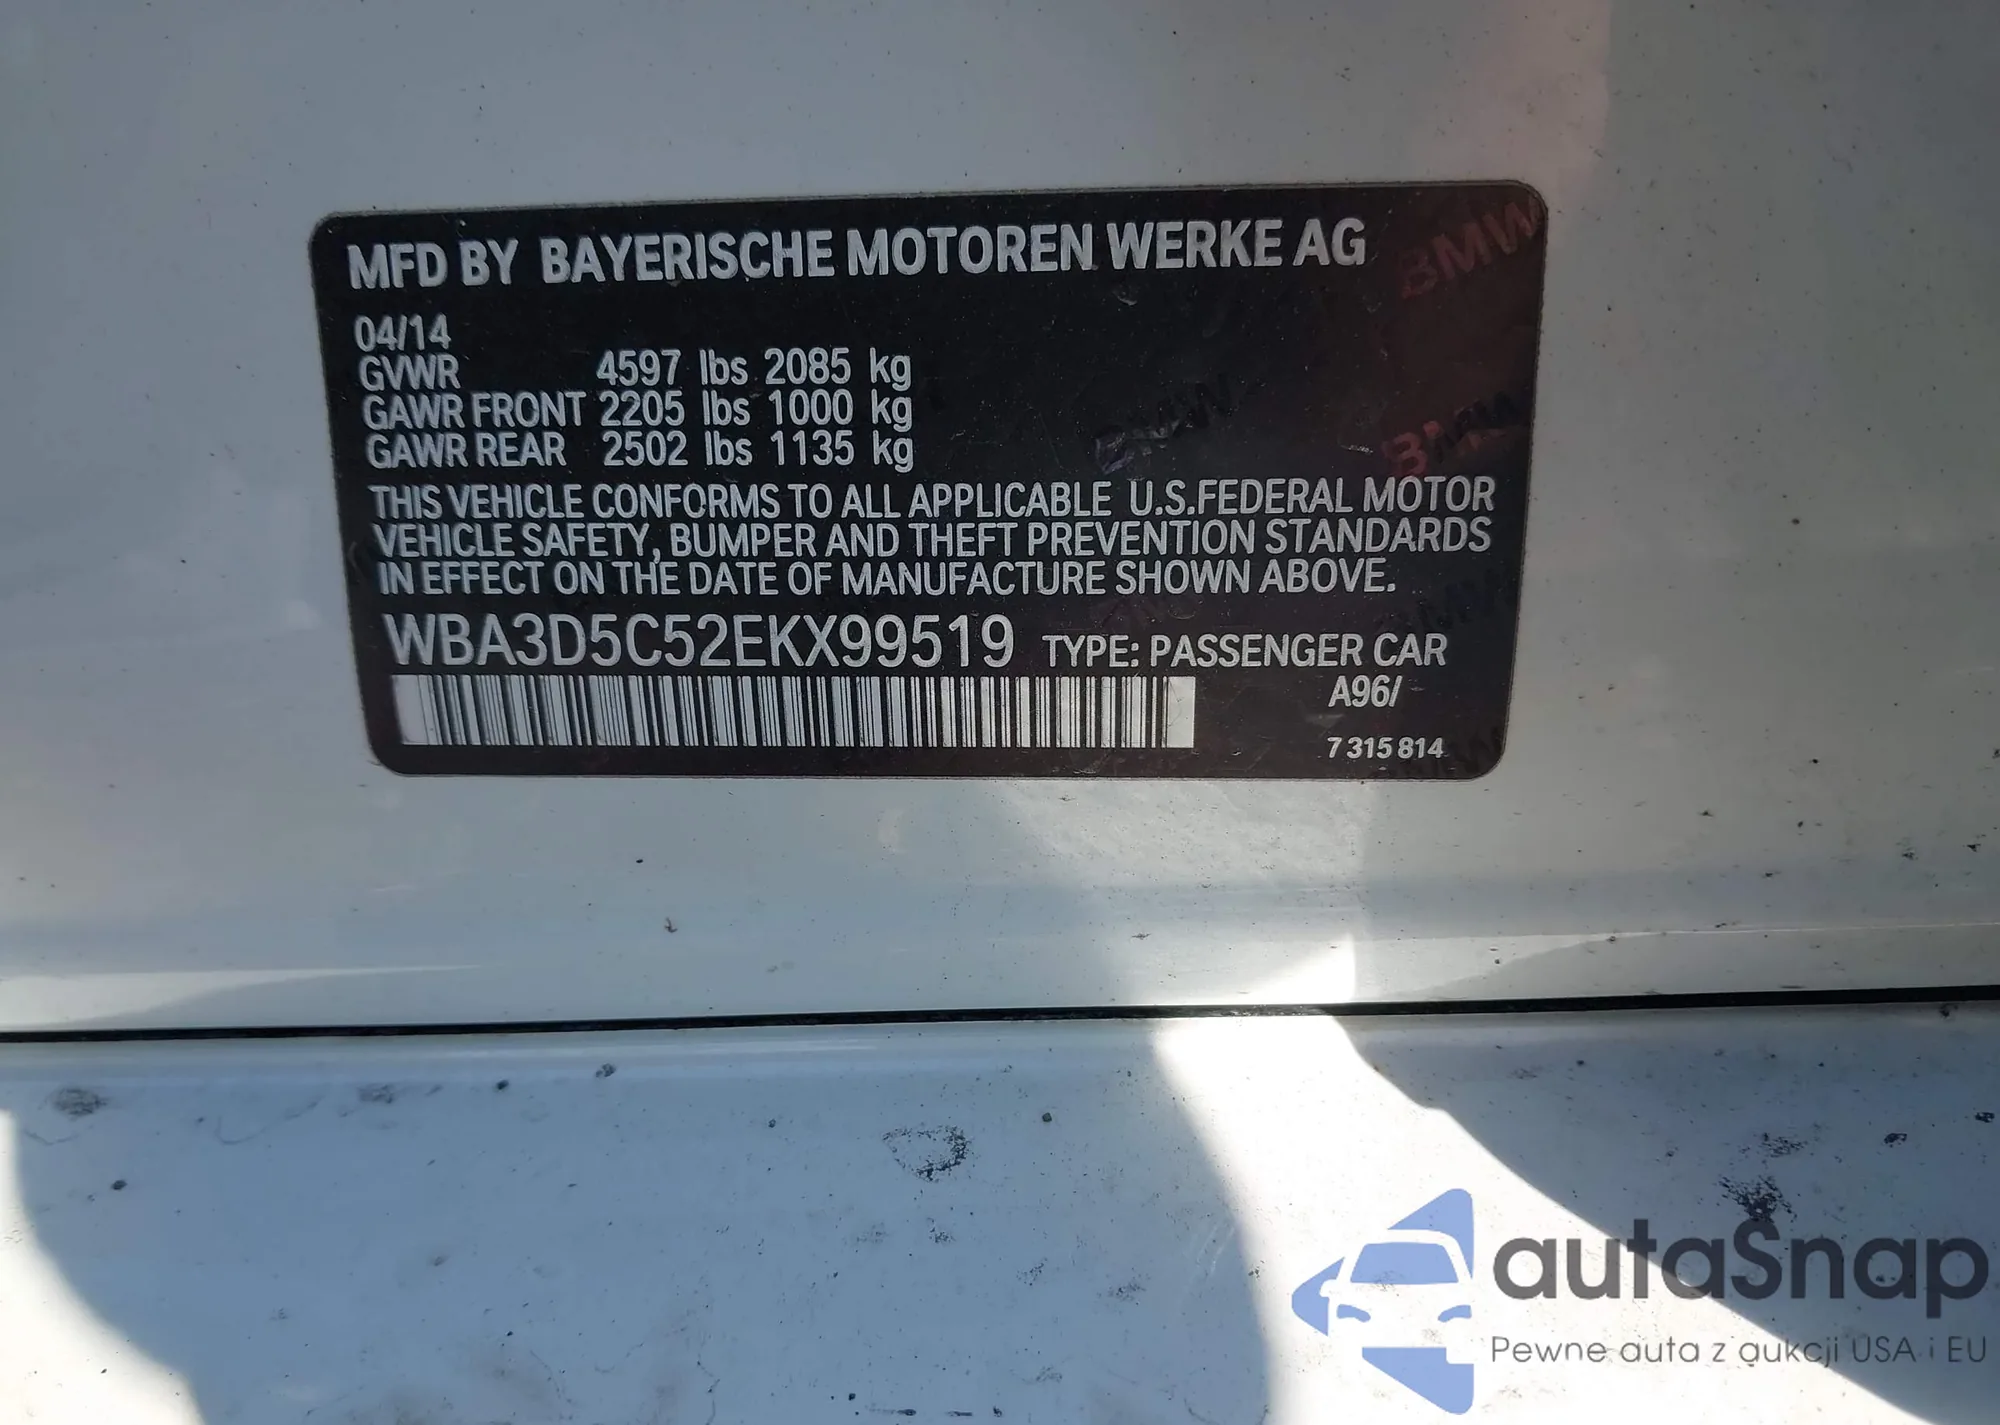 MFD BY BAYERISCHE MOTOREN WERKE AG
04/14
GVWR 4597 lbs 2085 kg
GAWR FRONT 2205 lbs 1000 kg
GAWR REAR 2502 lbs 1135 kg
THIS VEHICLE CONFORMS TO ALL APPLICABLE U.S.FEDERAL MOTOR
VEHICLE SAFETY, BUMPER AND THEFT PREVENTION STANDARDS
IN EFFECT ON THE DATE OF MANUFACTURE SHOWN ABOVE.
WBA3D5C52EKX99519 TYPE: PASSENGER CAR
A96/
7 315 814
BMW
BMW
BMW
autaSnap
Pewne auta z aukcji USA i EU